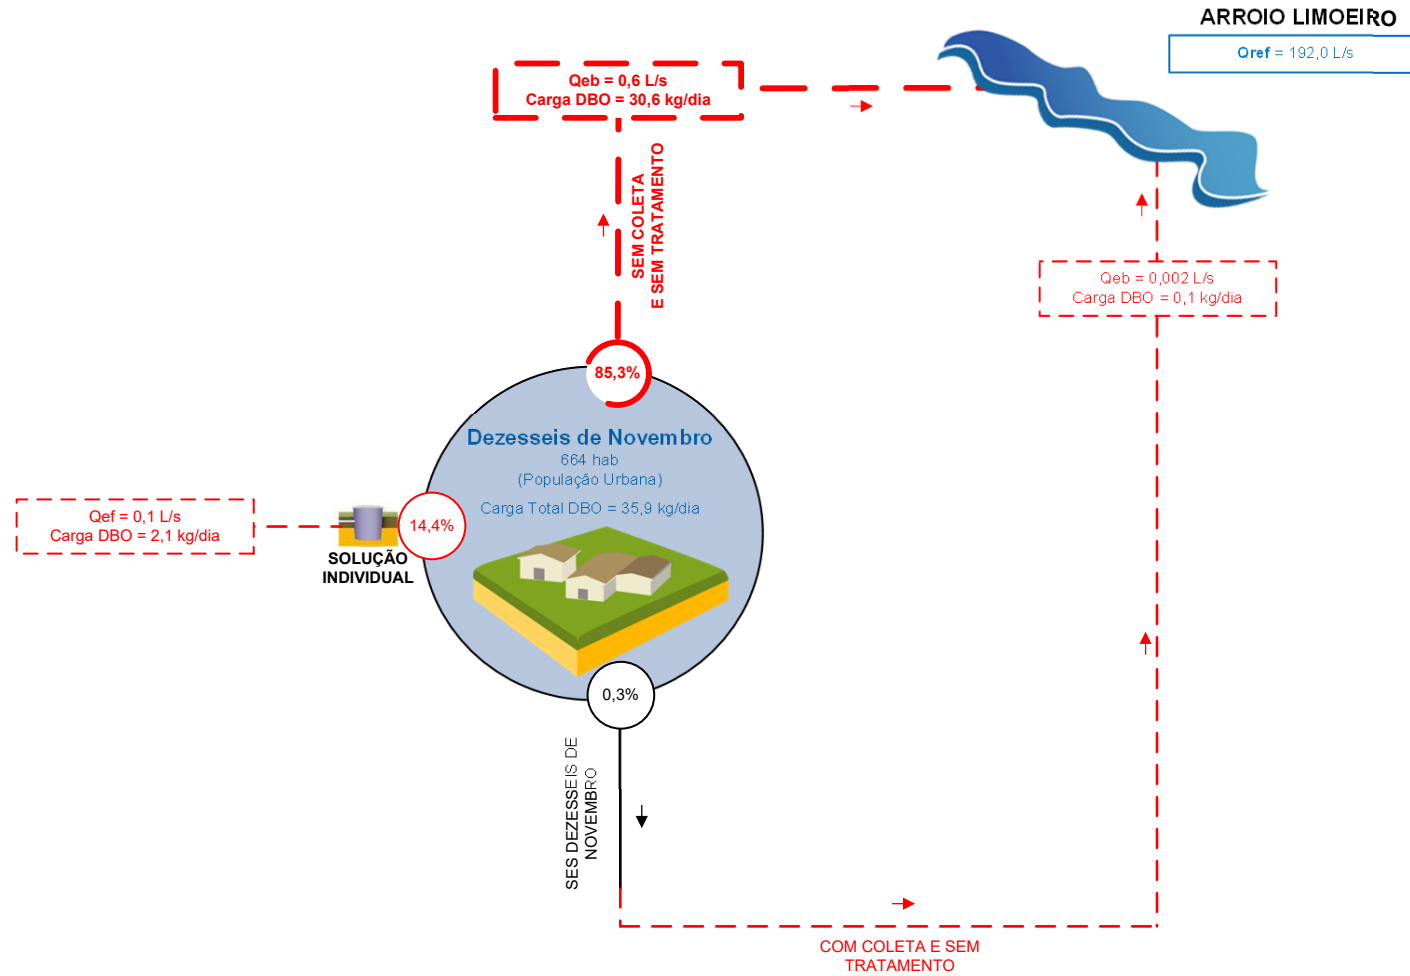 ARROIO LIMOEIRO
Qref = 192,0 L/s
Qeb = 0,6 L/s
Carga DBO = 30,6 kg/dia
SEM COLETA
E SEM TRATAMENTO
Qeb = 0,002 L/s
Carga DBO = 0,1 kg/dia
85,3%
Dezesseis de Novembro
664 hab
(População Urbana)
Carga Total DBO = 35,9 kg/dia
Qef = 0,1 L/s
Carga DBO = 2,1 kg/dia
14,4%
SOLUÇÃO
INDIVIDUAL
0,3%
SES DEZESSEIS DE
NOVEMBRO
COM COLETA E SEM
TRATAMENTO